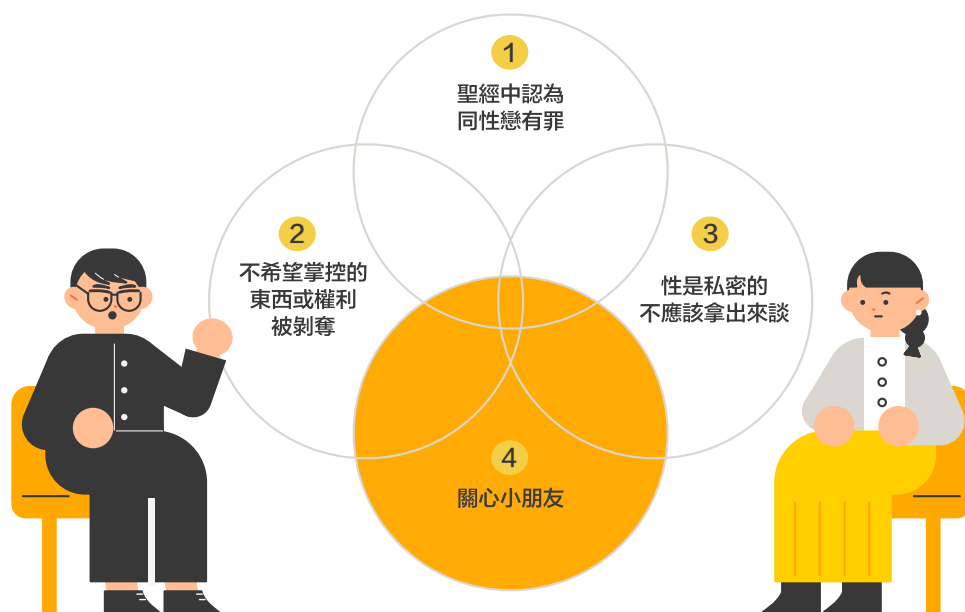 1
聖經中認為
同性戀有罪
2
不希望掌控的
東西或權利
被剝奪
3
性是私密的
不應該拿出來談
4
關心小朋友